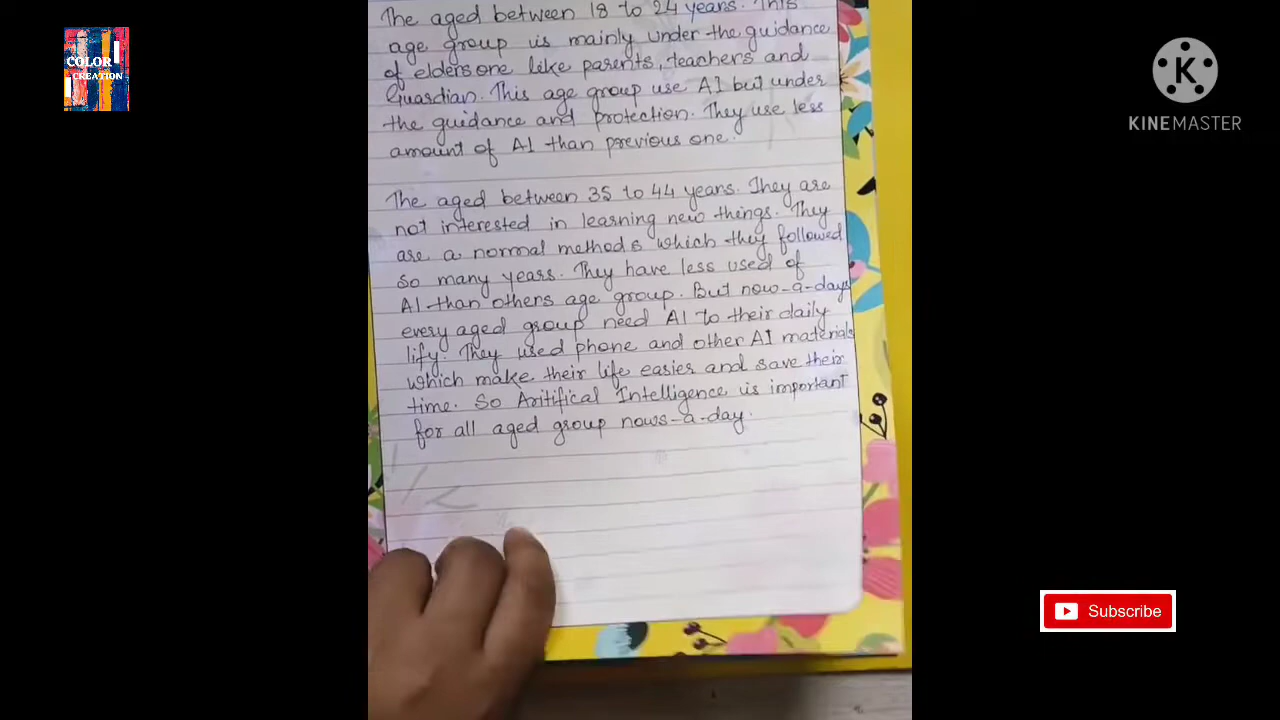 COLOR
CREATION
K
KINEMASTER
The aged between 18 to 24 years. This
age group is mainly under the guidance
of elders one like parents, teachers and
Guardian. This age group use AI but under
the guidance and protection. They use less
amount of AI than previous one.
The aged between 35 to 44 years. They are
not interested in learning new things. They
are a normal methods which they followed
so many years. They have less used of
AI than others age group. But now-a-days
every aged group need AI to their daily
lify. They used phone and other AI materials
which make their life easier and save their
time. So Aritifical Intelligence is important
for all aged group nows-a-day.
Subscribe